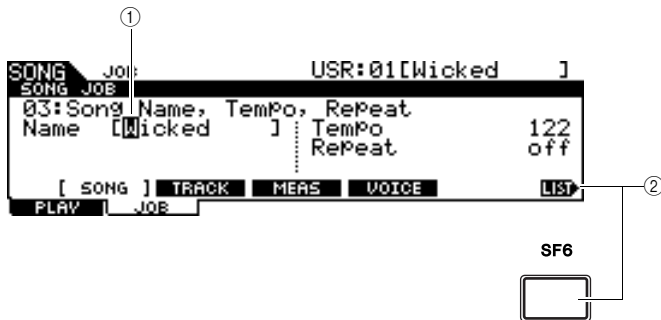 ①
SONG JOB USR:01[Wicked ]
SONG JOB
03:Song Name, Tempo, Repeat
Name [Wicked ] Tempo 122
Repeat off
[ SONG ] TRACK MEAS VOICE LIST ②
PLAY JOB
SF6